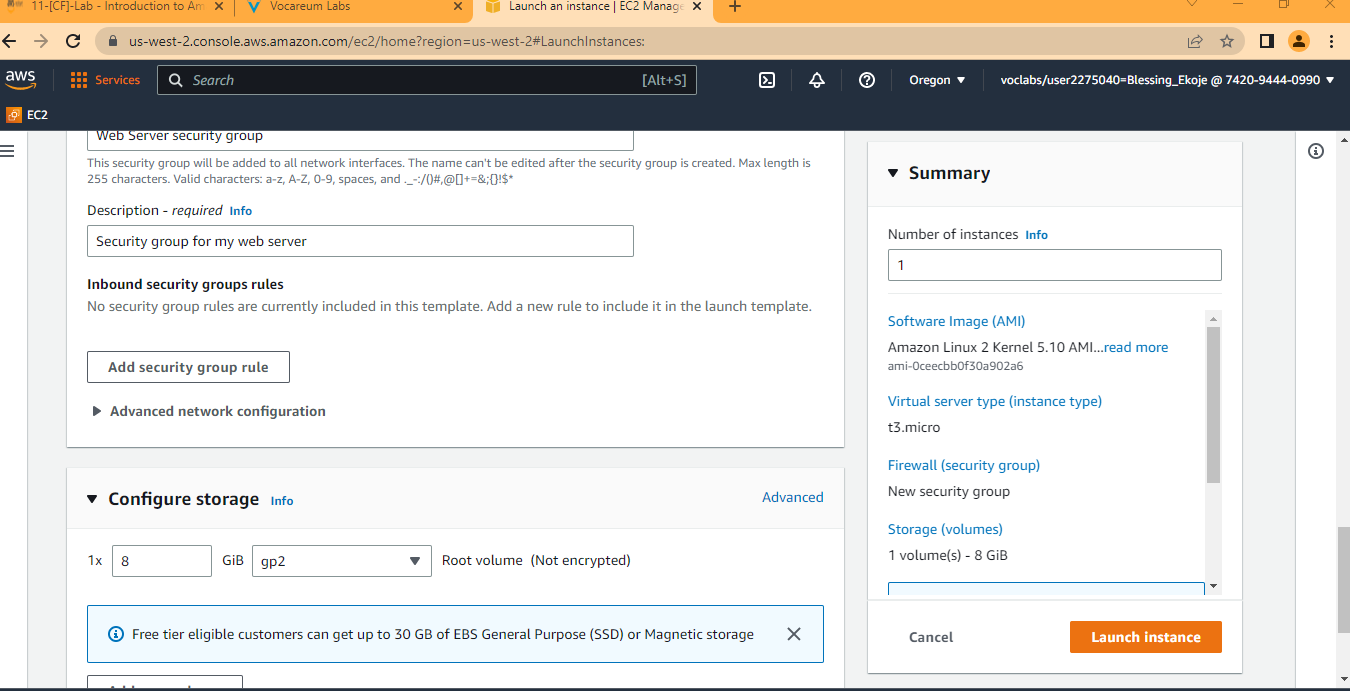 11-[CF]-Lab - Introduction to Am
Vocareum Labs
Launch an instance | EC2 Manage
us-west-2.console.aws.amazon.com/ec2/home?region=us-west-2#LaunchInstances:
aws
Services
Search
[Alt+S]
Oregon
voclabs/user2275040=Blessing_Ekoje @ 7420-9444-0990
EC2
Web Server security group
This security group will be added to all network interfaces. The name can't be edited after the security group is created. Max length is
255 characters. Valid characters: a-z, A-Z, 0-9, spaces, and ._-:/()#,@[]+=&;{}!$*
Description - required Info
Security group for my web server
Inbound security groups rules
No security group rules are currently included in this template. Add a new rule to include it in the launch template.
Add security group rule
Advanced network configuration
Configure storage Info
Advanced
1x
8
GiB
gp2
Root volume (Not encrypted)
Free tier eligible customers can get up to 30 GB of EBS General Purpose (SSD) or Magnetic storage
Summary
Number of instances Info
1
Software Image (AMI)
Amazon Linux 2 Kernel 5.10 AMI...read more
ami-0ceecbb0f30a902a6
Virtual server type (instance type)
t3.micro
Firewall (security group)
New security group
Storage (volumes)
1 volume(s) - 8 GiB
Cancel
Launch instance